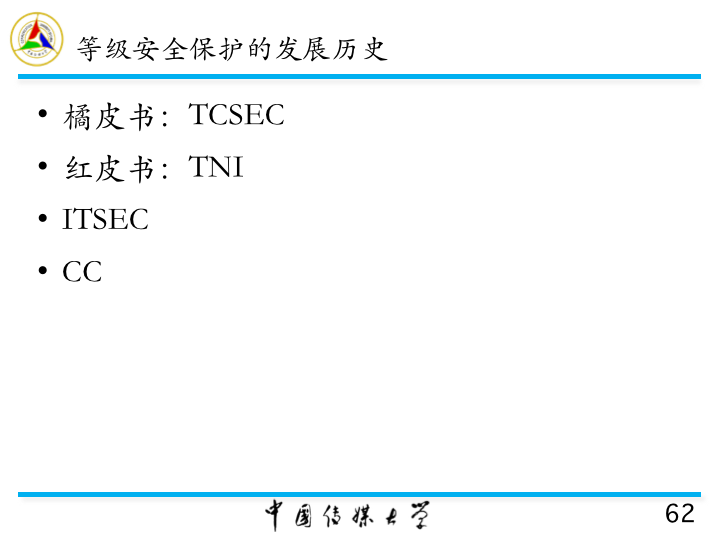 等级安全保护的发展历史
• 橘皮书：TCSEC
• 红皮书：TNI
• ITSEC
• CC
中国传媒大学
62